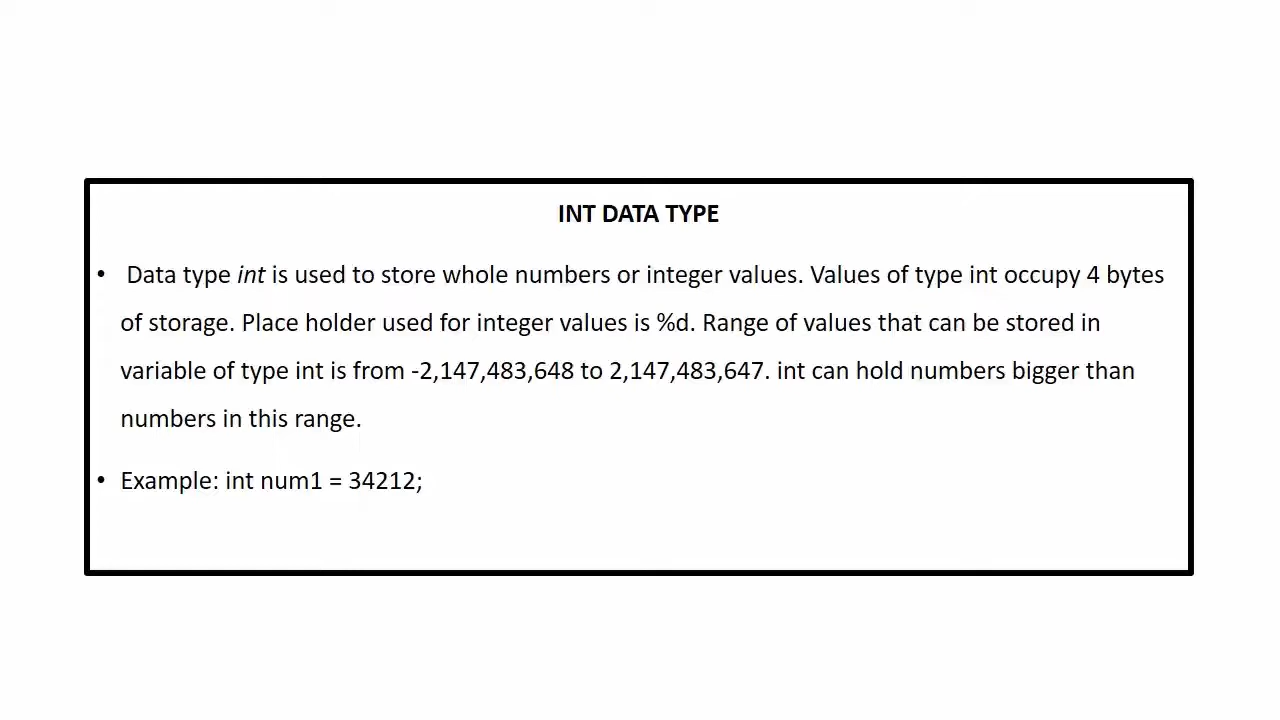 INT DATA TYPE
• Data type int is used to store whole numbers or integer values. Values of type int occupy 4 bytes
of storage. Place holder used for integer values is %d. Range of values that can be stored in
variable of type int is from -2,147,483,648 to 2,147,483,647. int can hold numbers bigger than
numbers in this range.
• Example: int num1 = 34212;